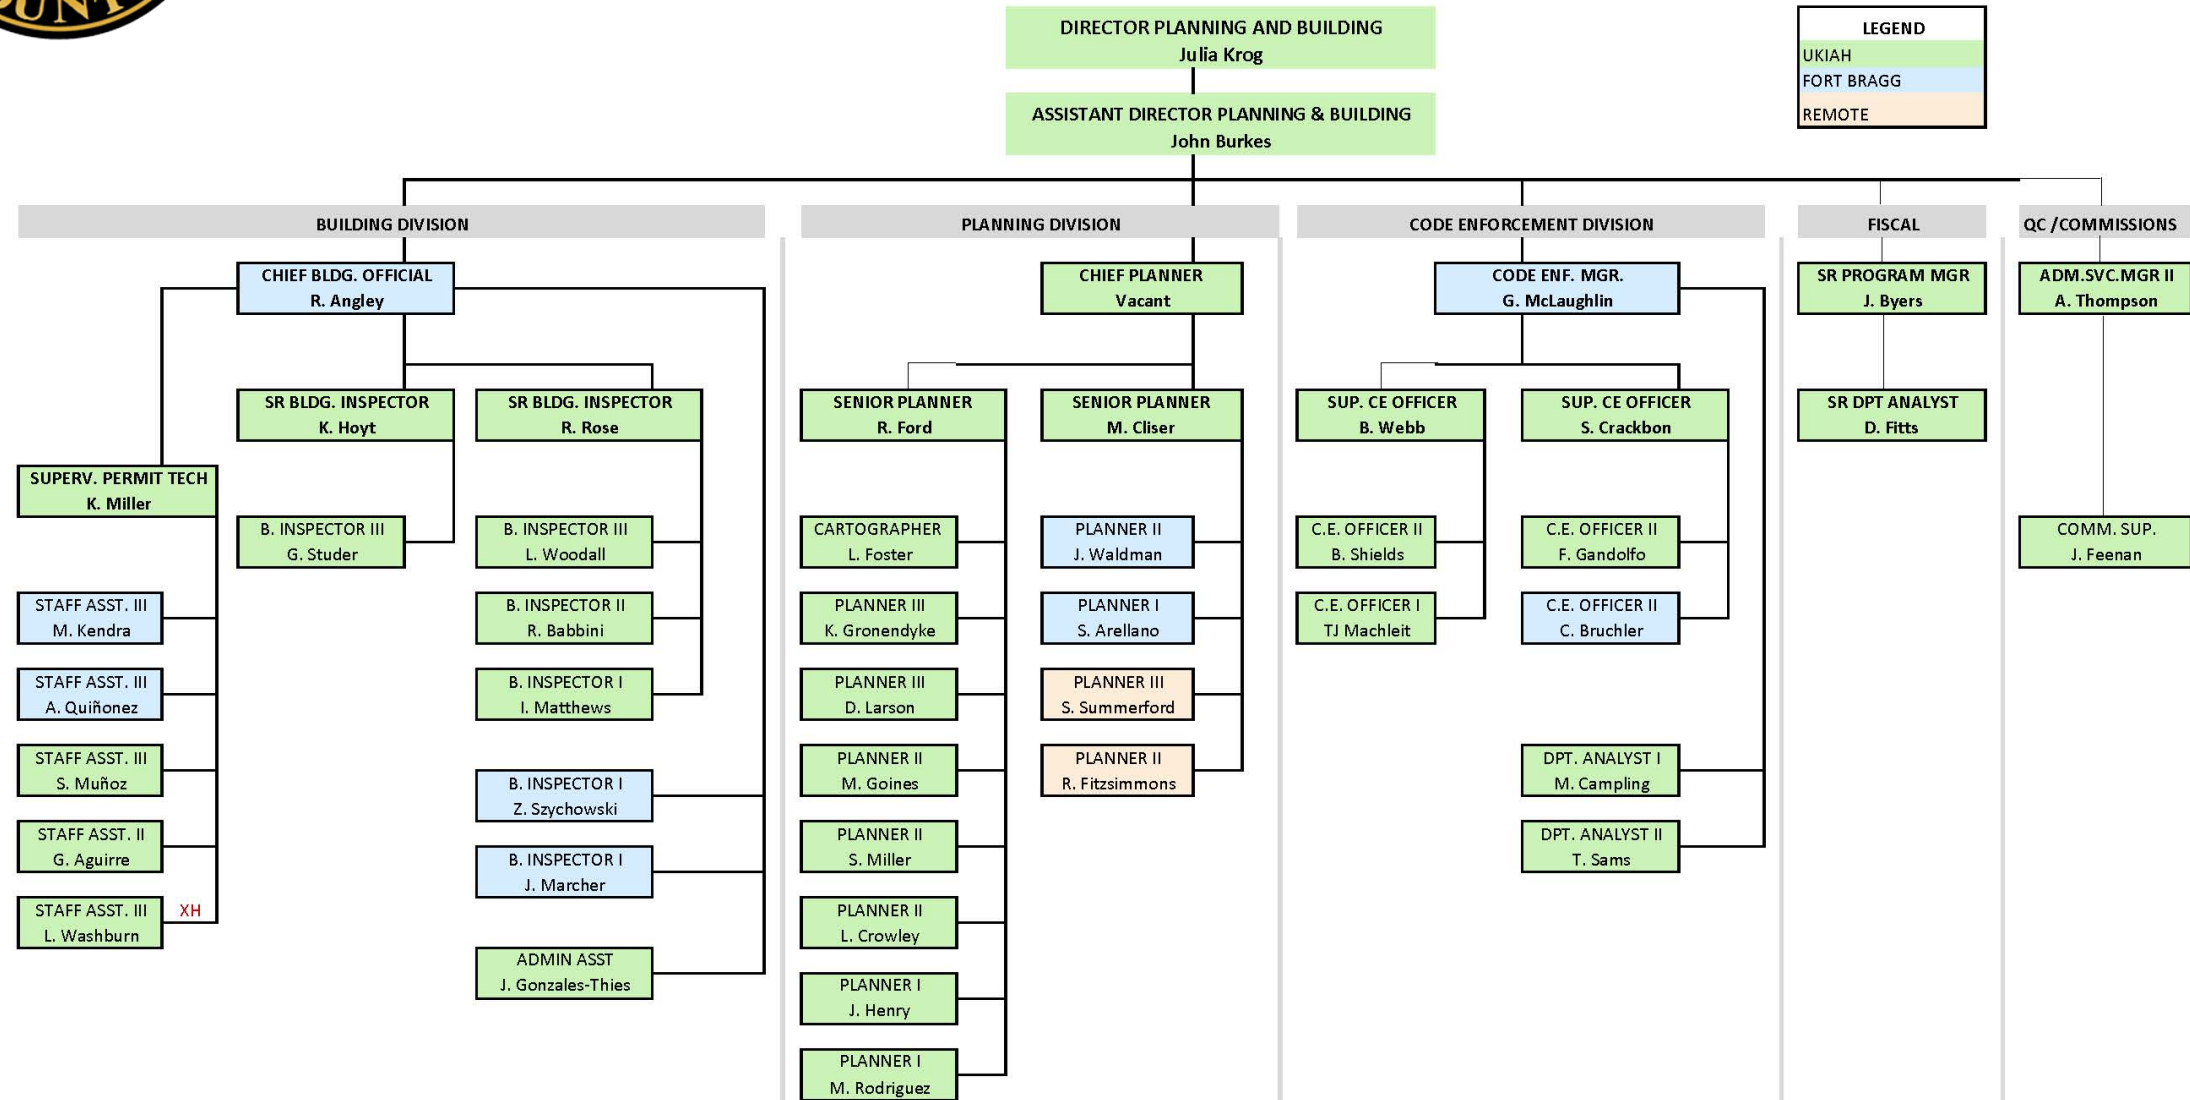 OUNT
DIRECTOR PLANNING AND BUILDING
Julia Krog
ASSISTANT DIRECTOR PLANNING & BUILDING
John Burkes
LEGEND
UKIAH
FORT BRAGG
REMOTE
BUILDING DIVISION
CHIEF BLDG. OFFICIAL
R. Angley
SR BLDG. INSPECTOR
K. Hoyt
SR BLDG. INSPECTOR
R. Rose
SUPERV. PERMIT TECH
K. Miller
B. INSPECTOR III
G. Studer
B. INSPECTOR III
L. Woodall
STAFF ASST. III
M. Kendra
B. INSPECTOR II
R. Babbini
STAFF ASST. III
A. Quiñonez
B. INSPECTOR I
I. Matthews
STAFF ASST. III
S. Muñoz
B. INSPECTOR I
Z. Szychowski
STAFF ASST. II
G. Aguirre
B. INSPECTOR I
J. Marcher
STAFF ASST. III
L. Washburn
XH
ADMIN ASST
J. Gonzales-Thies
PLANNING DIVISION
CHIEF PLANNER
Vacant
SENIOR PLANNER
R. Ford
SENIOR PLANNER
M. Cliser
CARTOGRAPHER
L. Foster
PLANNER II
J. Waldman
PLANNER III
K. Gronendyke
PLANNER I
S. Arellano
PLANNER III
D. Larson
PLANNER III
S. Summerford
PLANNER II
M. Goines
PLANNER II
R. Fitzsimmons
PLANNER II
S. Miller
PLANNER II
L. Crowley
PLANNER I
J. Henry
PLANNER I
M. Rodriguez
CODE ENFORCEMENT DIVISION
CODE ENF. MGR.
G. McLaughlin
SUP. CE OFFICER
B. Webb
SUP. CE OFFICER
S. Crackbon
C.E. OFFICER II
B. Shields
C.E. OFFICER II
F. Gandolfo
C.E. OFFICER I
TJ Machleit
C.E. OFFICER II
C. Bruchler
DPT. ANALYST I
M. Campling
DPT. ANALYST II
T. Sams
FISCAL
SR PROGRAM MGR
J. Byers
SR DPT ANALYST
D. Fitts
QC /COMMISSIONS
ADM.SVC.MGR II
A. Thompson
COMM. SUP.
J. Feenan